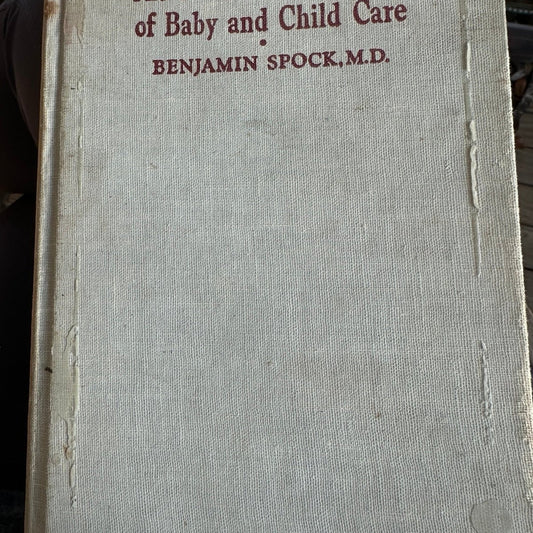 of Baby and Child Care
BENJAMIN SPOCK, M.D.